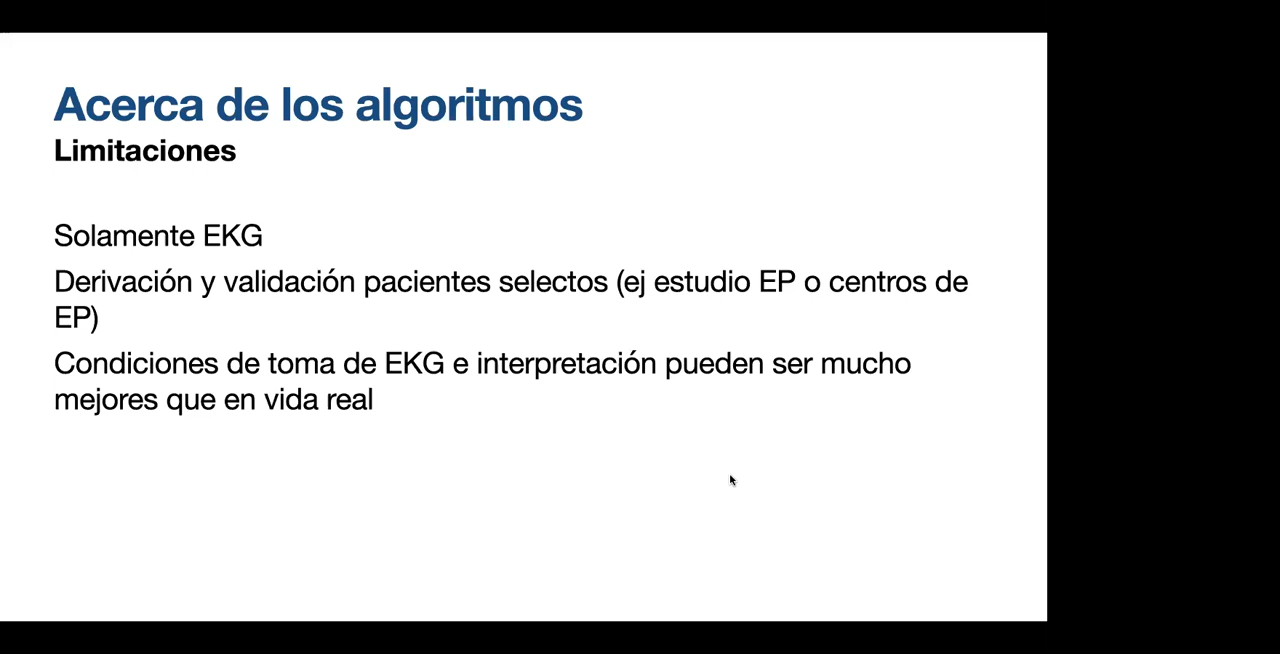 Acerca de los algoritmos
Limitaciones
Solamente EKG
Derivación y validación pacientes selectos (ej estudio EP o centros de
EP)
Condiciones de toma de EKG e interpretación pueden ser mucho
mejores que en vida real